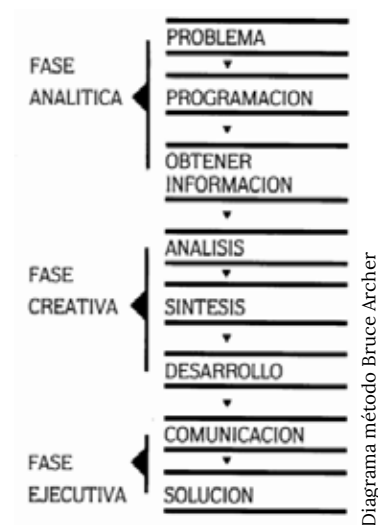 PROBLEMA
FASE
ANALITICA
PROGRAMACION
OBTENER
INFORMACION
ANALISIS
FASE
CREATIVA
SINTESIS
DESARROLLO
COMUNICACION
FASE
EJECUTIVA
SOLUCION
Diagrama método Bruce Archer